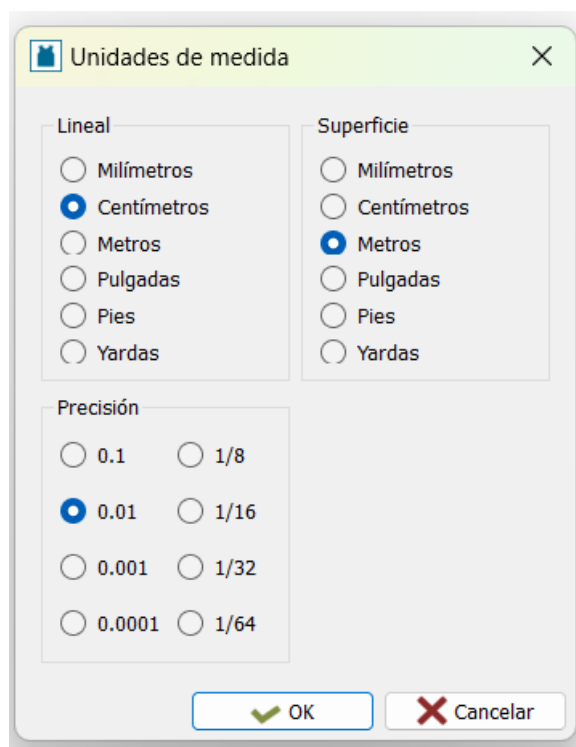 Unidades de medida
Lineal
Milímetros
Centímetros
Metros
Pulgadas
Pies
Yardas
Superficie
Milímetros
Centímetros
Metros
Pulgadas
Pies
Yardas
Precisión
0.1 1/8
0.01 1/16
0.001 1/32
0.0001 1/64
OK Cancelar